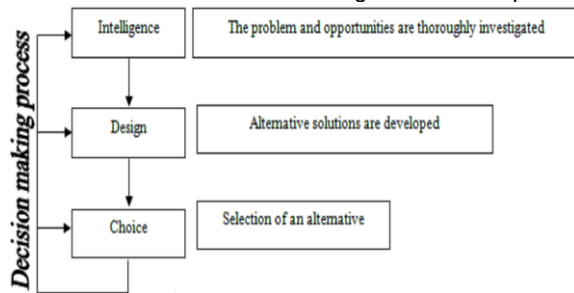 Intelligence
The problem and opportunities are thoroughly investigated
Design
Alternative solutions are developed
Choice
Selection of an alternative
Decision making process